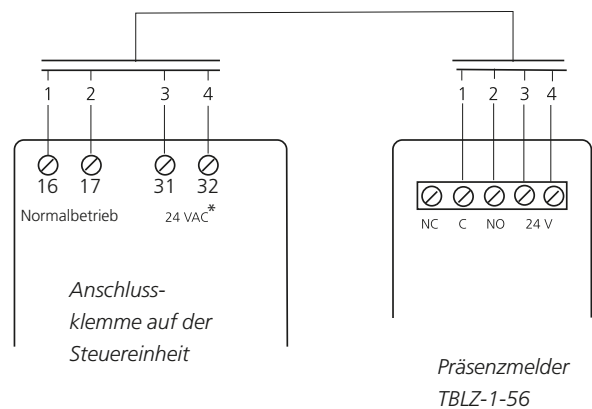 1 2 3 4
1 2 3 4
16 17 31 32
Normalbetrieb 24 VAC*
NC C NO 24 V
Anschluss-
klemme auf der
Steuereinheit
Präsenzmelder
TBLZ-1-56